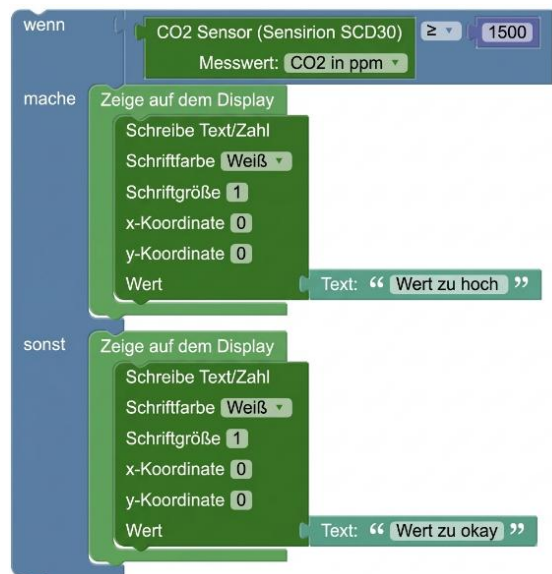 wenn CO2 Sensor (Sensirion SCD30) ≥ 1500
Messwert: CO2 in ppm
mache Zeige auf dem Display
Schreibe Text/Zahl
Schriftfarbe Weiß
Schriftgröße 1
x-Koordinate 0
y-Koordinate 0
Wert Text: “ Wert zu hoch ”
sonst Zeige auf dem Display
Schreibe Text/Zahl
Schriftfarbe Weiß
Schriftgröße 1
x-Koordinate 0
y-Koordinate 0
Wert Text: “ Wert zu okay ”